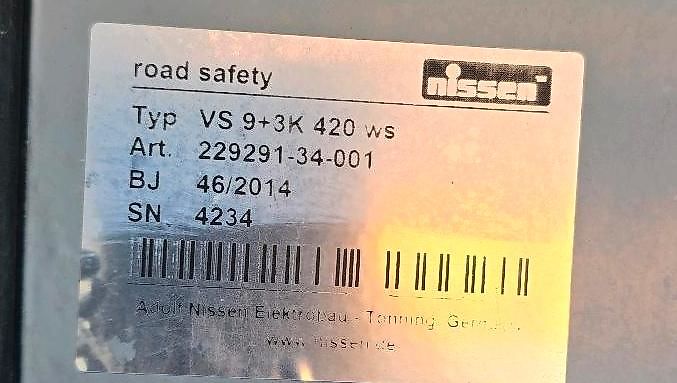 road safety
nissen™
Typ VS 9+3K 420 ws
Art. 229291-34-001
BJ 46/2014
SN 4234
Adolf Nissen Elektrobau - Tönning, Germany
www.nissen.de